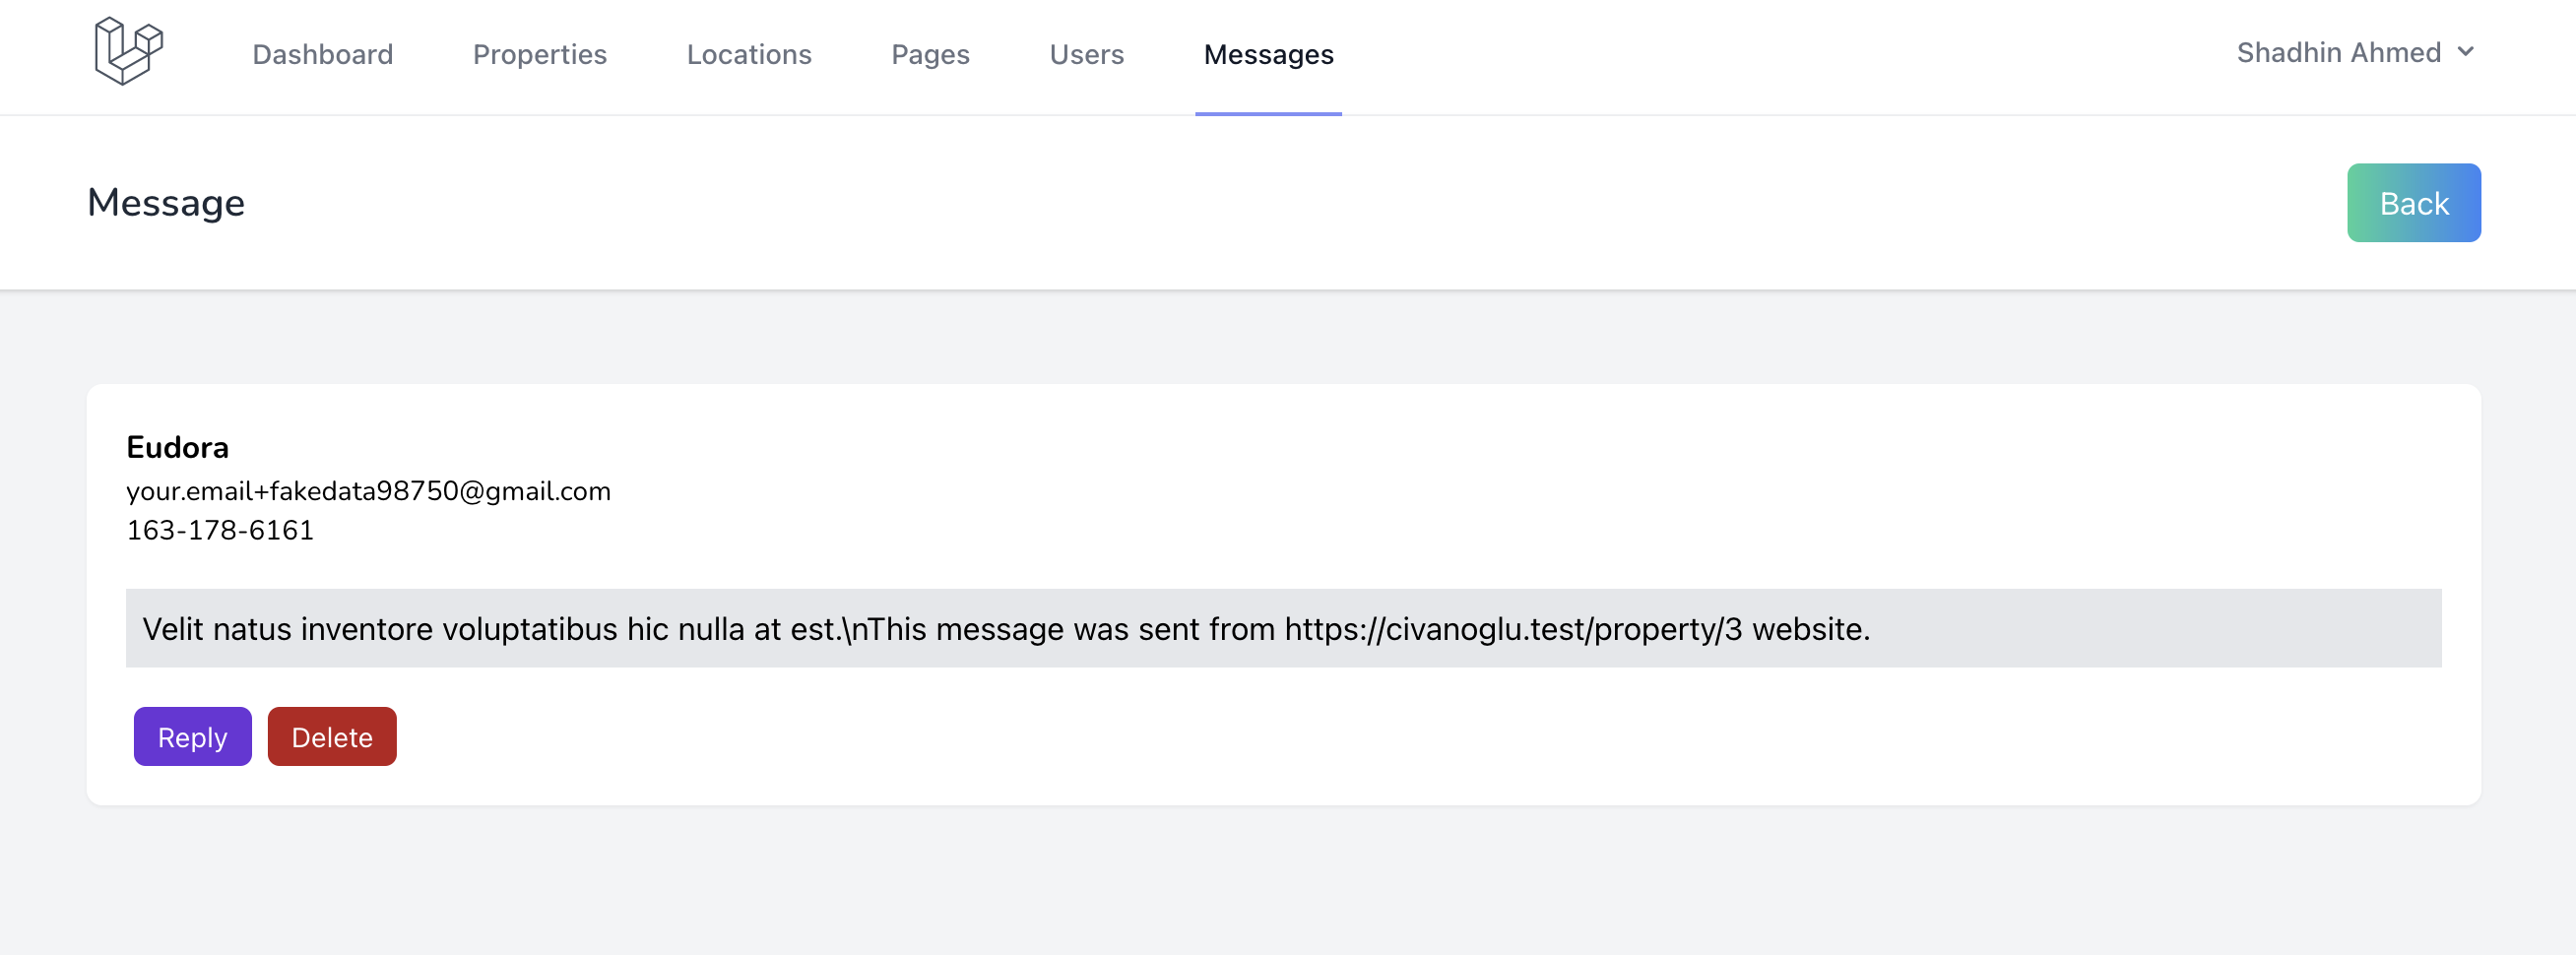 Dashboard Properties Locations Pages Users Messages Shadhin Ahmed
Message Back
Eudora
your.email+fakedata98750@gmail.com
163-178-6161
Velit natus inventore voluptatibus hic nulla at est.\nThis message was sent from https://civanoglu.test/property/3 website.
Reply Delete